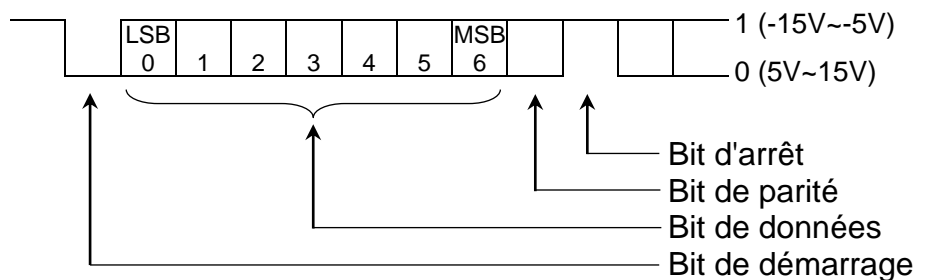 LSB MSB 1 (-15V~-5V)
0 1 2 3 4 5 6 0 (5V~15V)
Bit d'arrêt
Bit de parité
Bit de données
Bit de démarrage